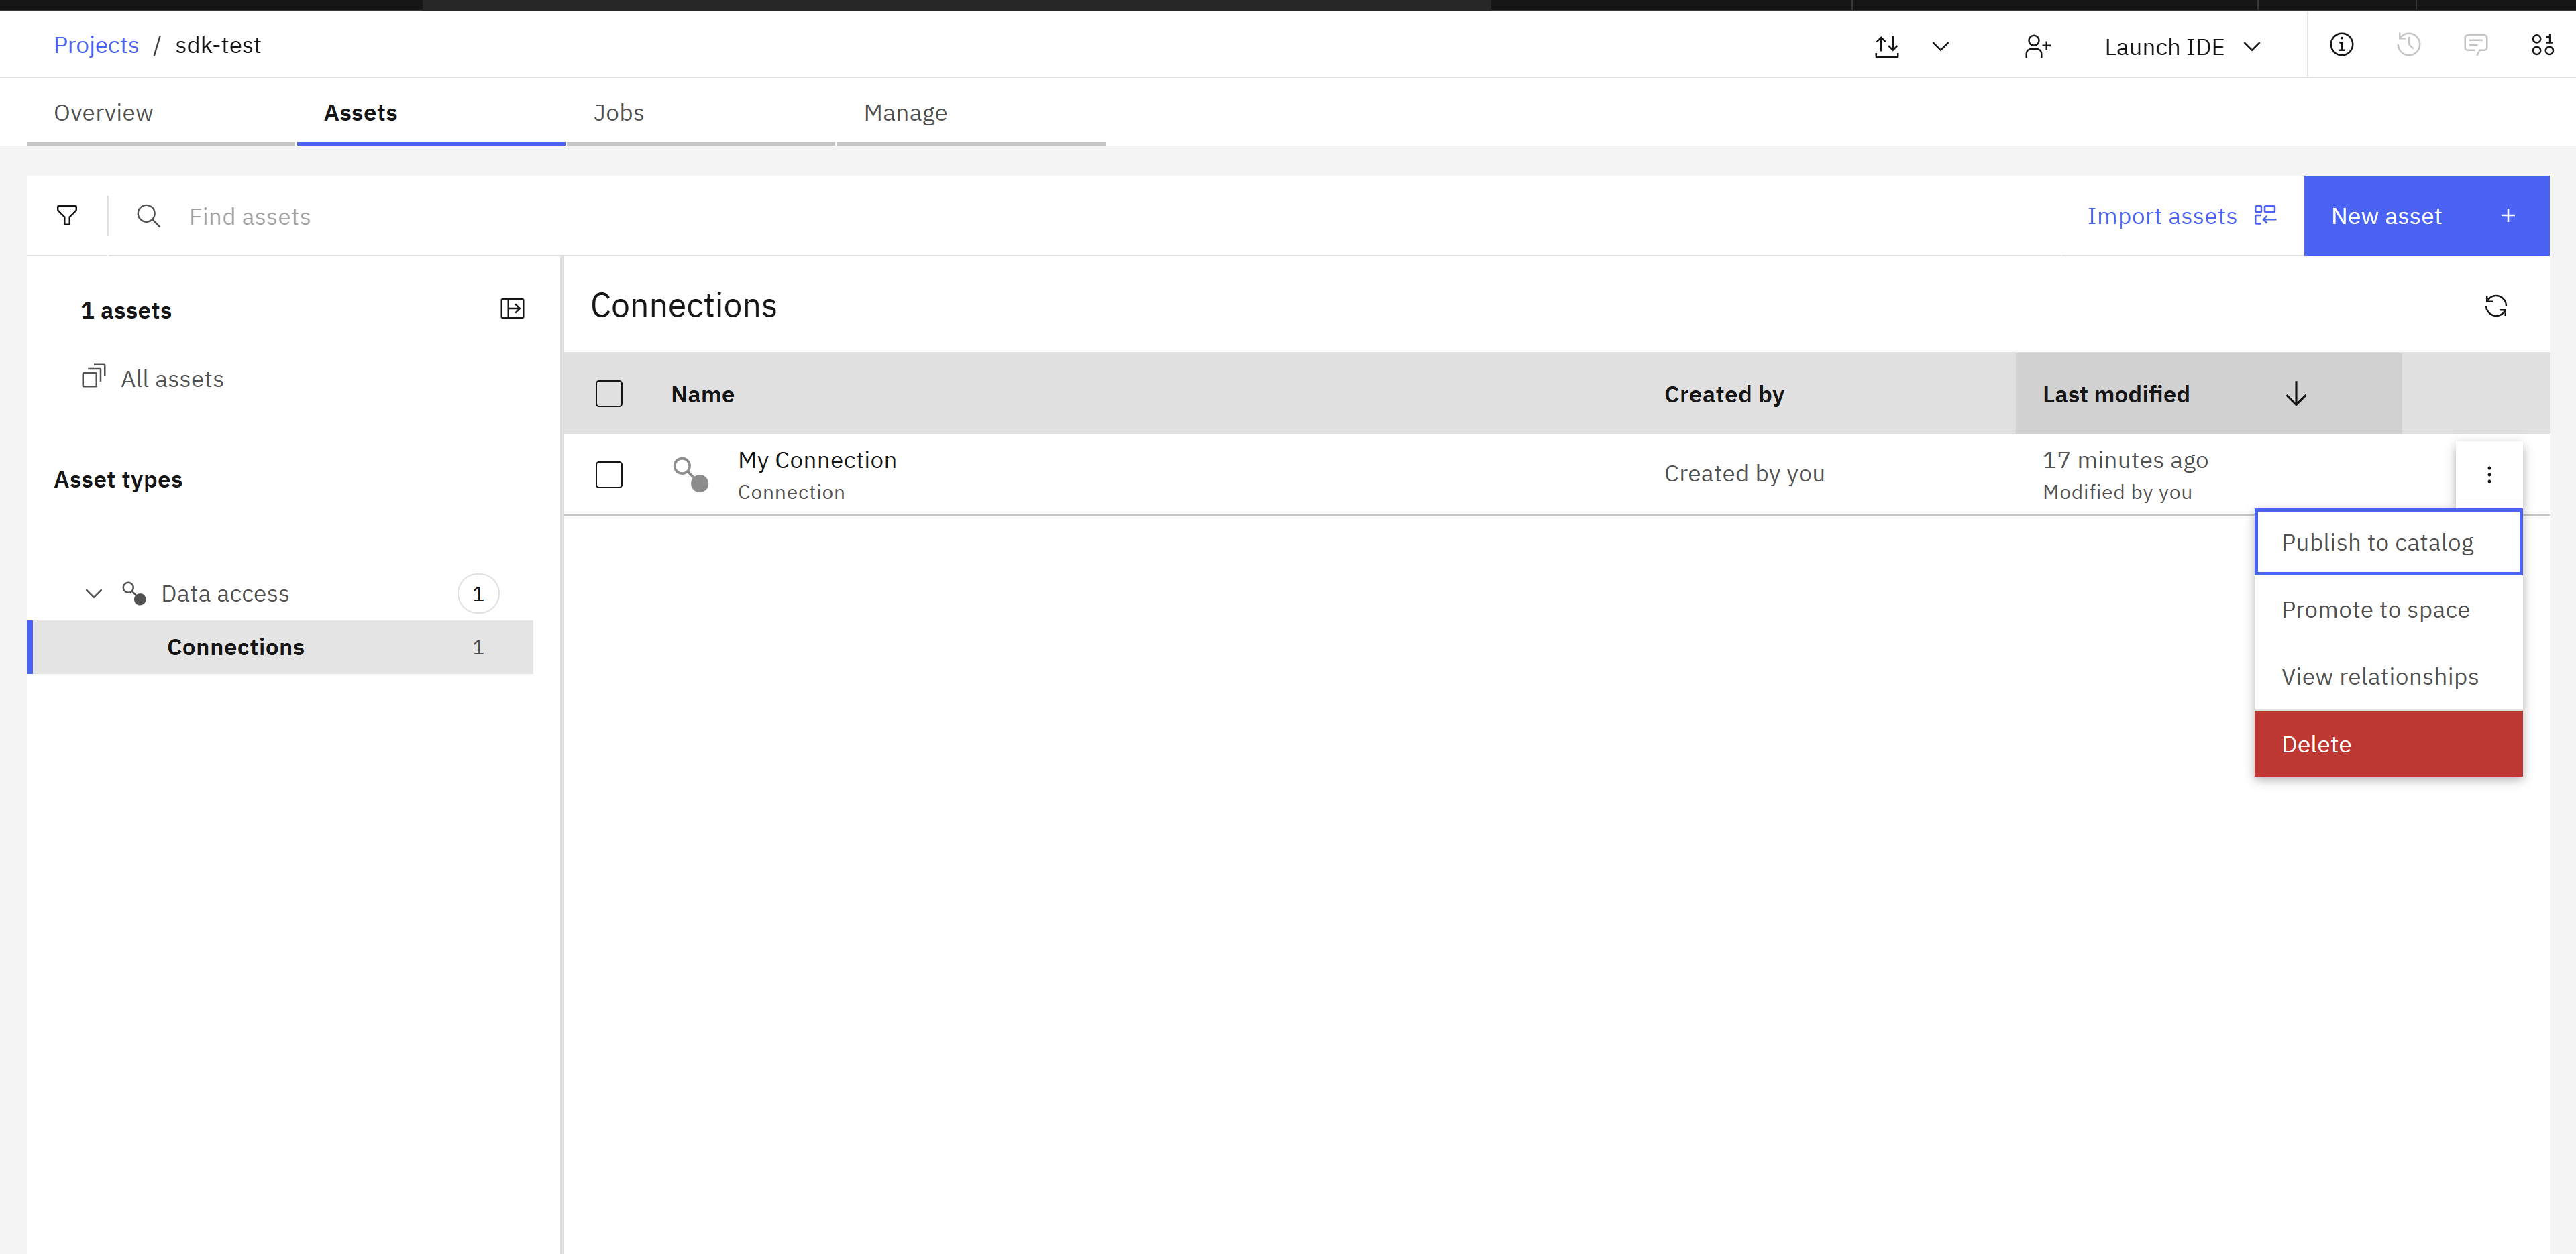 Projects / sdk-test
Launch IDE
Overview
Assets
Jobs
Manage
Find assets
Import assets
New asset +
1 assets
All assets
Asset types
Data access 1
Connections 1
Connections
Name
Created by
Last modified
My Connection
Connection
Created by you
17 minutes ago
Modified by you
Publish to catalog
Promote to space
View relationships
Delete